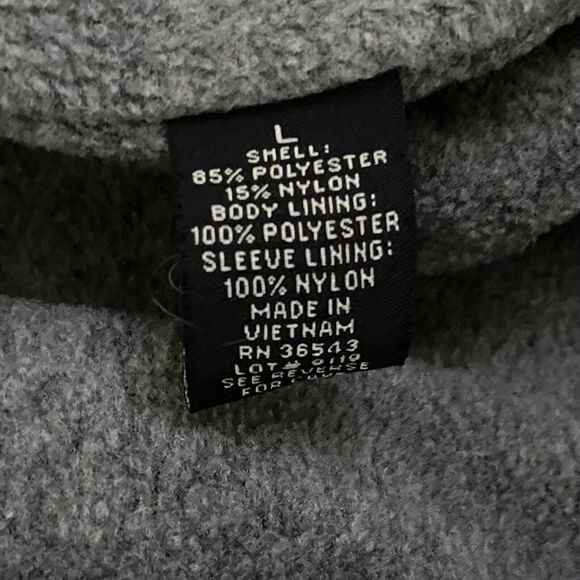 L
SHELL:
85% POLYESTER
15% NYLON
BODY LINING:
100% POLYESTER
SLEEVE LINING:
100% NYLON
MADE IN
VIETNAM
RN 36543
LOT#
SEE REVERSE
FOR